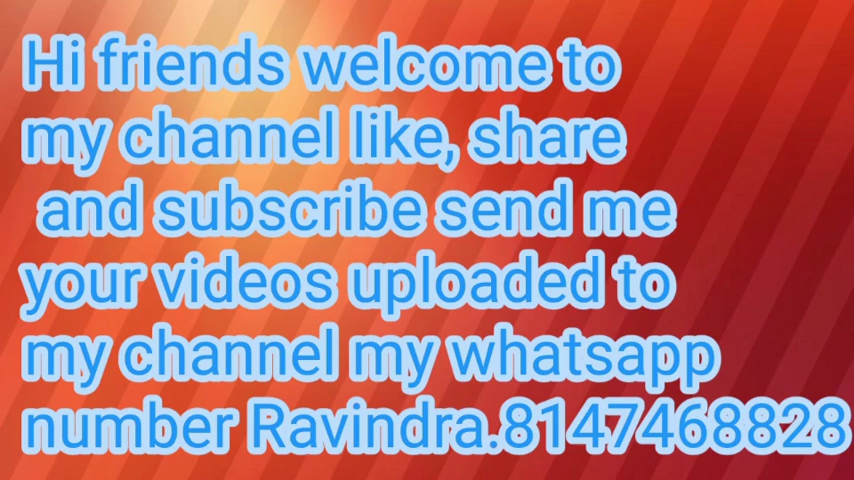 Hi friends welcome to
my channel like, share
and subscribe send me
your videos uploaded to
my channel my whatsapp
number Ravindra.8147468828